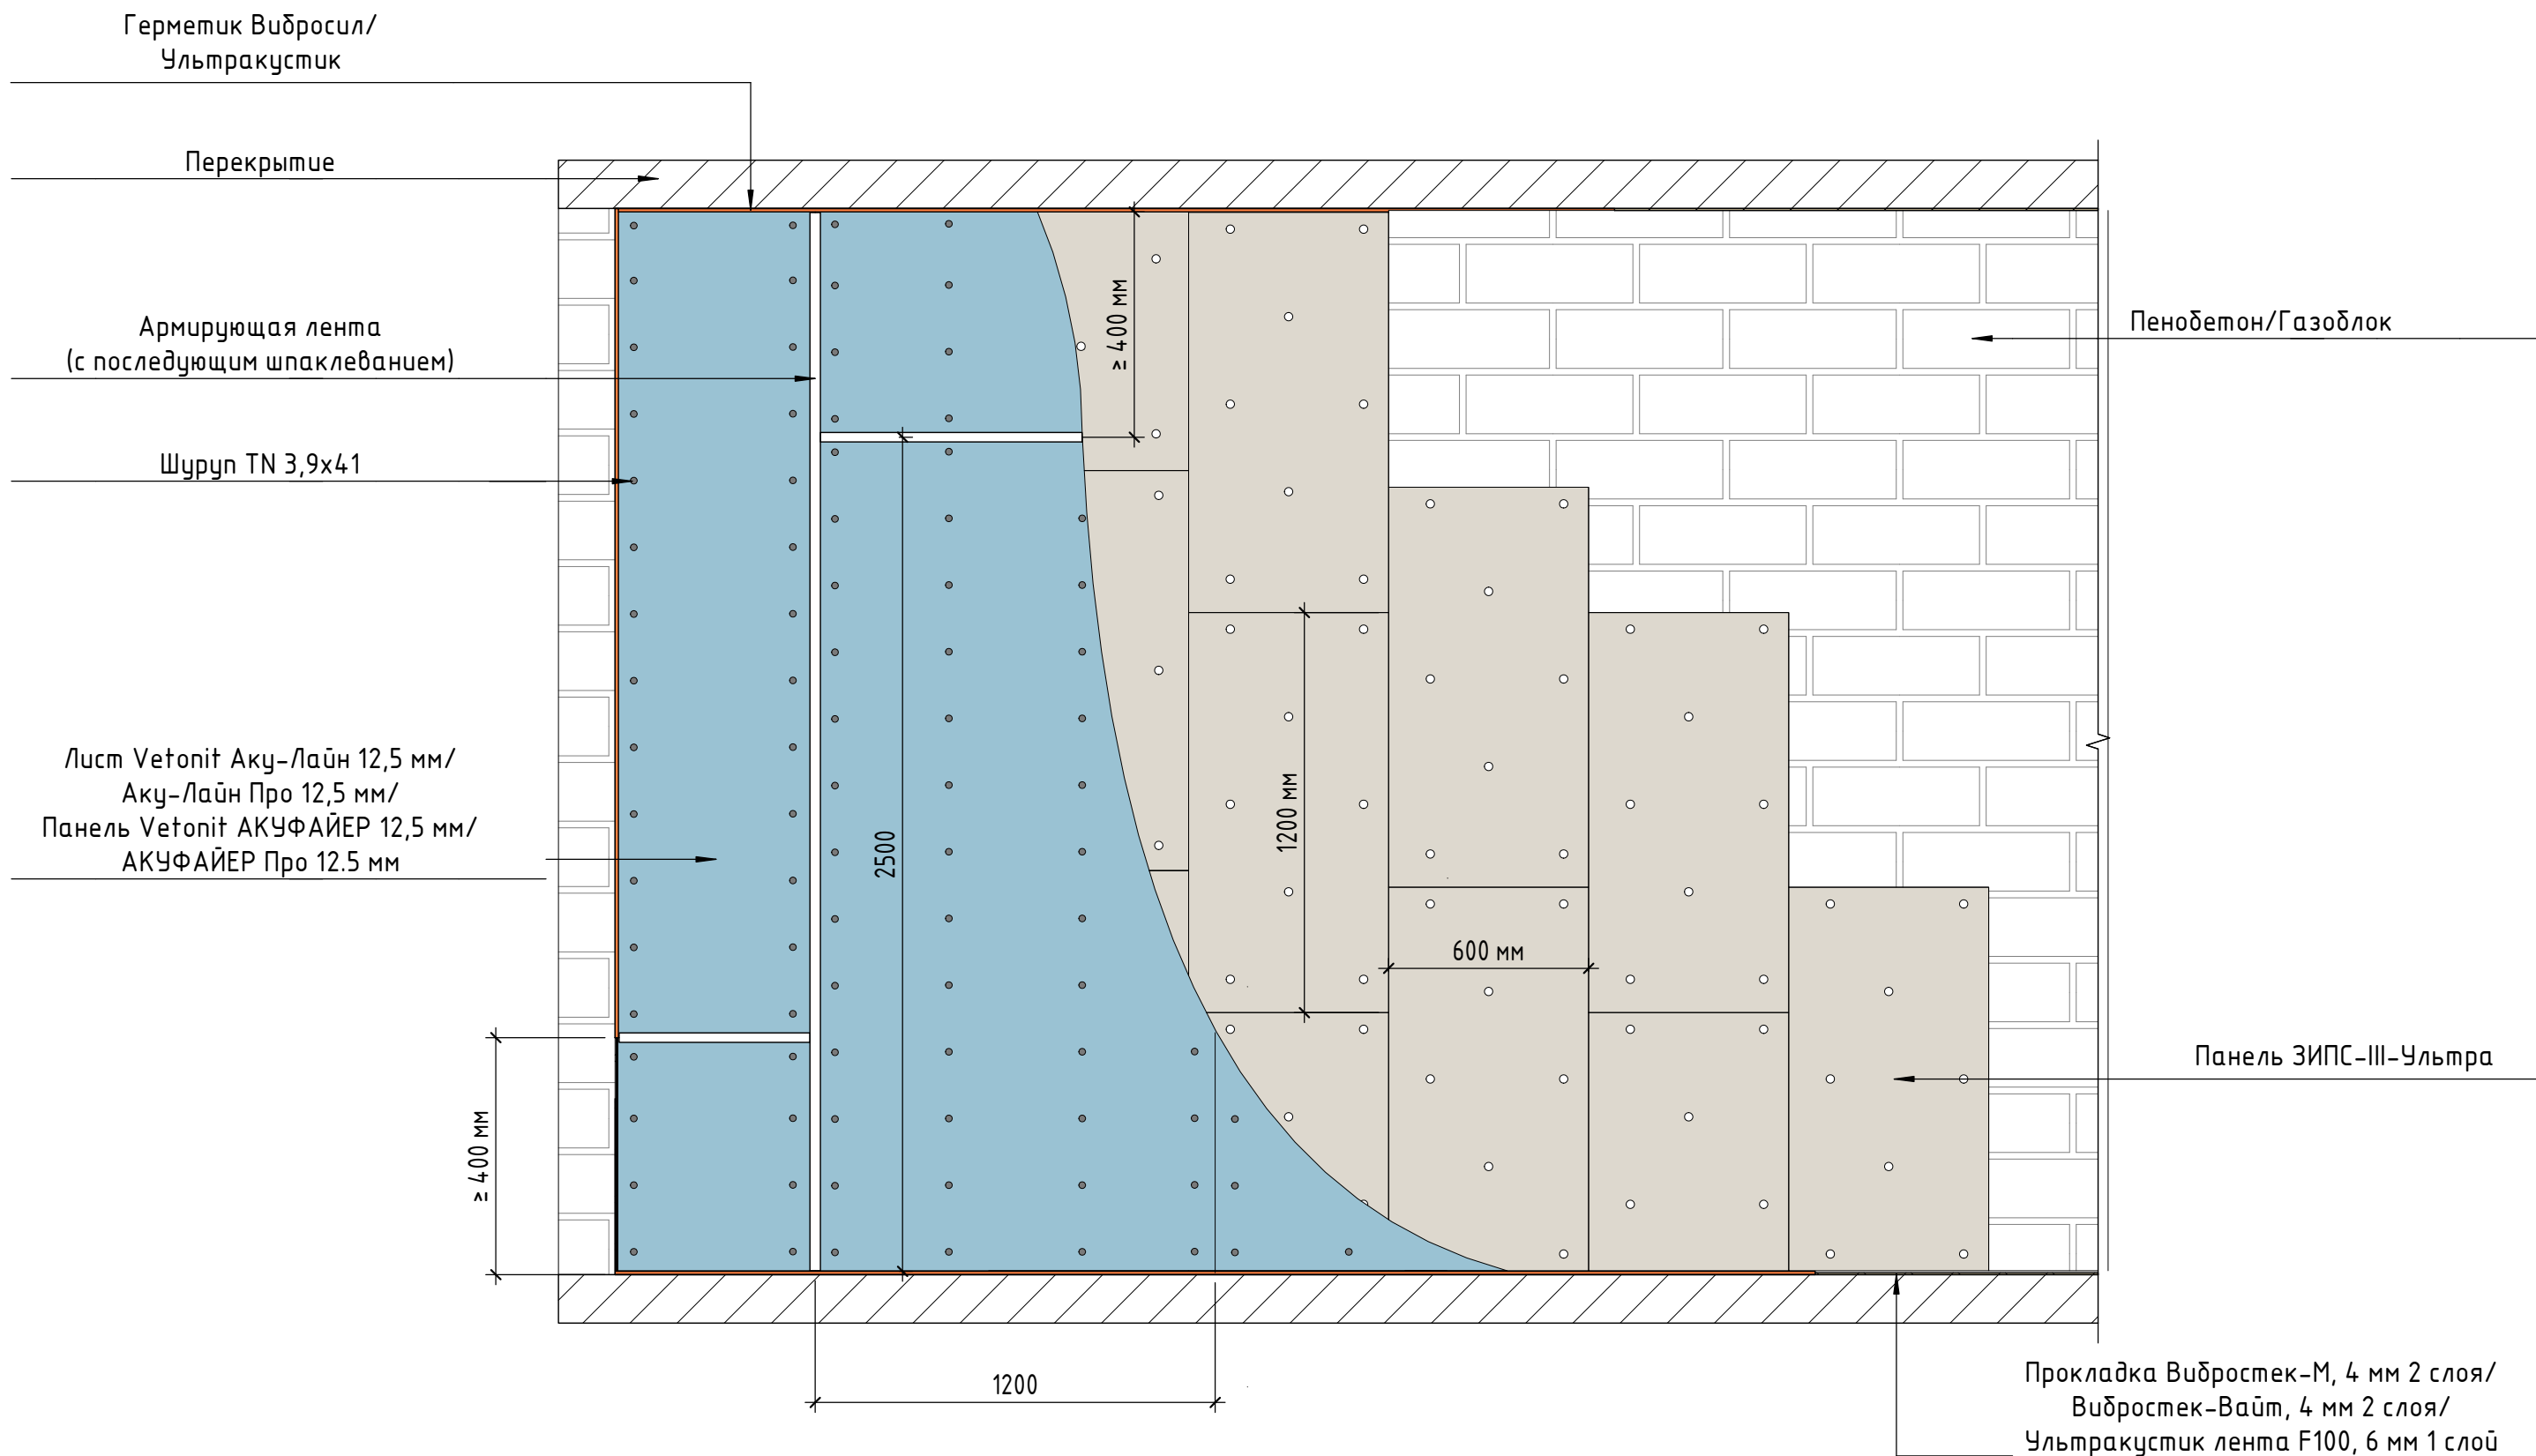 Герметик Вибросил/
Ультракустик
Перекрытие
Армирующая лента
(с последующим шпаклеванием)
Шуруп TN 3,9х41
Лист Vetonit Аку-Лайн 12,5 мм/
Аку-Лайн Про 12,5 мм/
Панель Vetonit АКУФАЙЕР 12,5 мм/
АКУФАЙЕР Про 12.5 мм
≥ 400 мм
2500
1200
≥ 400 мм
1200 мм
600 мм
Пенобетон/Газоблок
Панель ЗИПС-III-Ультра
Прокладка Вибростек-М, 4 мм 2 слоя/
Вибростек-Вайт, 4 мм 2 слоя/
Ультракустик лента F100, 6 мм 1 слой